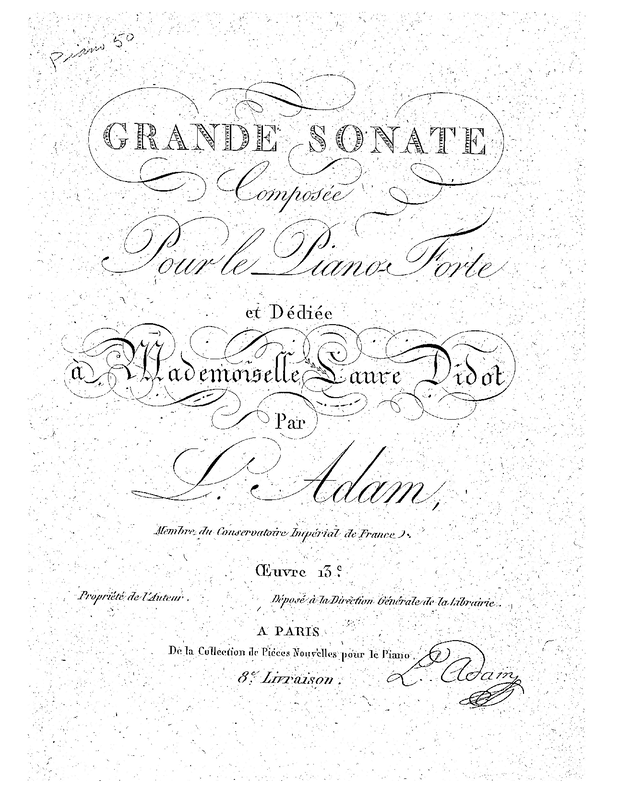 Piano 50
GRANDE SONATE
Composée
Pour le Piano-Forte
et Dédiée
à Mademoiselle Laure Didot
Par
L. Adam,
Membre du Conservatoire Impérial de France
Œuvre 13e.
Propriété de l'Auteur. Déposé à la Direction Générale de la Librairie.
A PARIS
De la Collection de Piéces Nouvelles pour le Piano.
8e. Livraison.
L. Adam